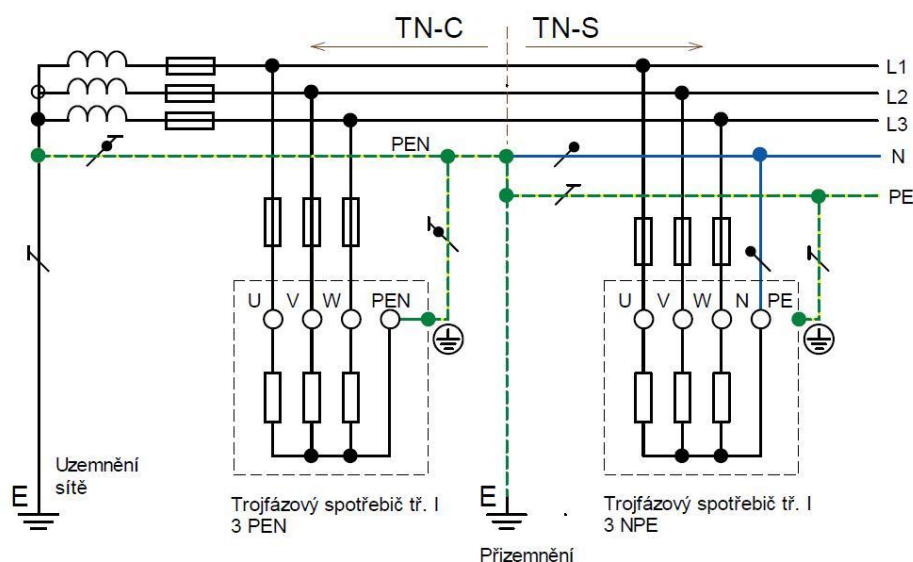 TN-C
TN-S
L1
L2
L3
PEN
N
PE
U V W PEN
U V W N PE
Uzemnění
sítě
E
E
Trojfázový spotřebič tř. I
3 PEN
Trojfázový spotřebič tř. I
3 NPE
Přizemnění